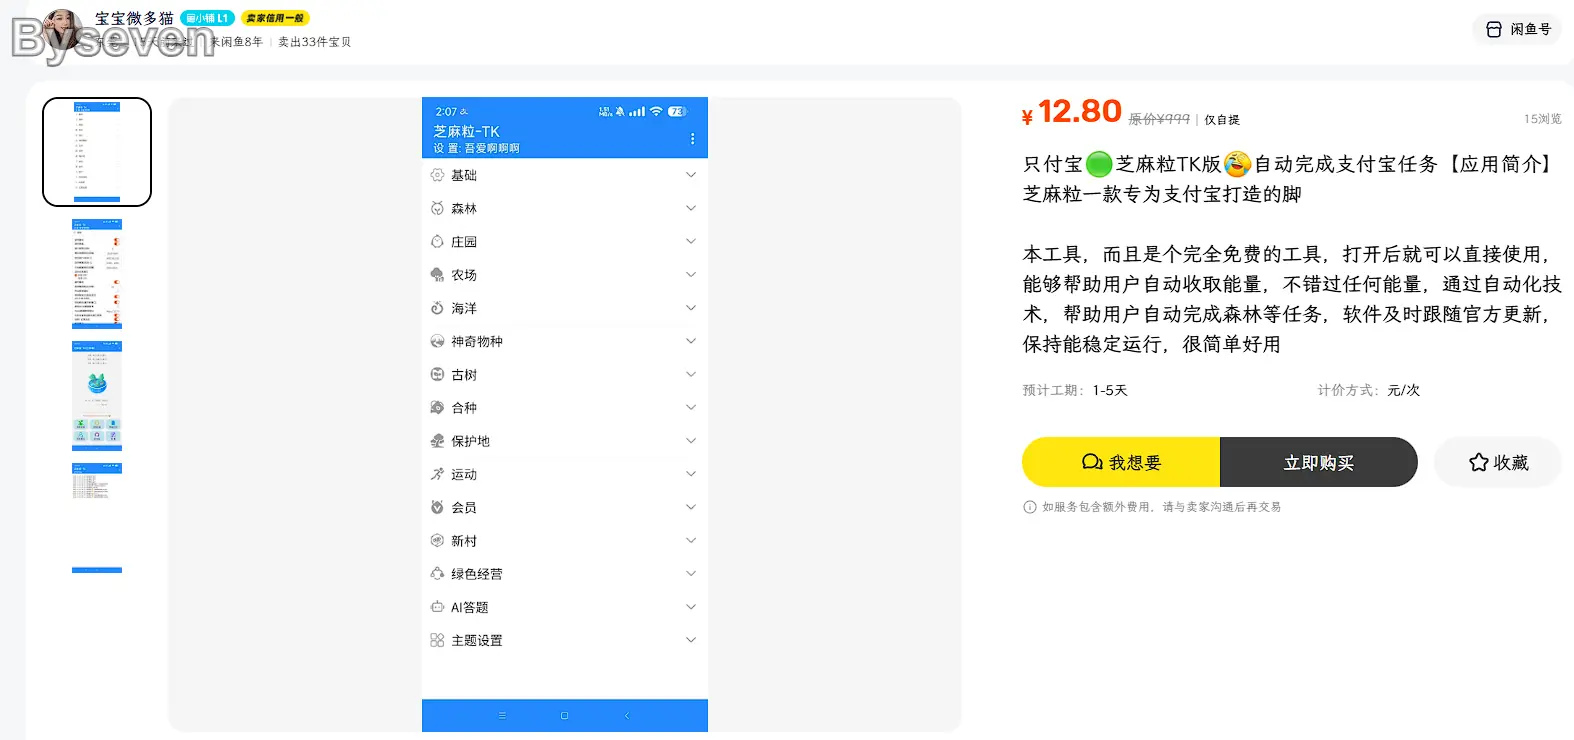 宝宝微多猫 鱼小铺 L1 卖家信用一般
Byseven
来闲鱼8年 | 卖出33件宝贝
闲鱼号
2:07
73
芝麻粒-TK
设置: 吾爱啊啊啊
基础
森林
庄园
农场
海洋
神奇物种
古树
合种
保护地
运动
会员
新村
绿色经营
AI答题
主题设置
¥12.80 原价¥999 | 仅自提
15浏览
只付宝🟢芝麻粒TK版🤣自动完成支付宝任务【应用简介】
芝麻粒一款专为支付宝打造的脚
本工具，而且是个完全免费的工具，打开后就可以直接使用，
能够帮助用户自动收取能量，不错过任何能量，通过自动化技
术，帮助用户自动完成森林等任务，软件及时跟随官方更新，
保持能稳定运行，很简单好用
预计工期：1-5天 计价方式：元/次
我想要 立即购买 收藏
如服务包含额外费用，请与卖家沟通后再交易